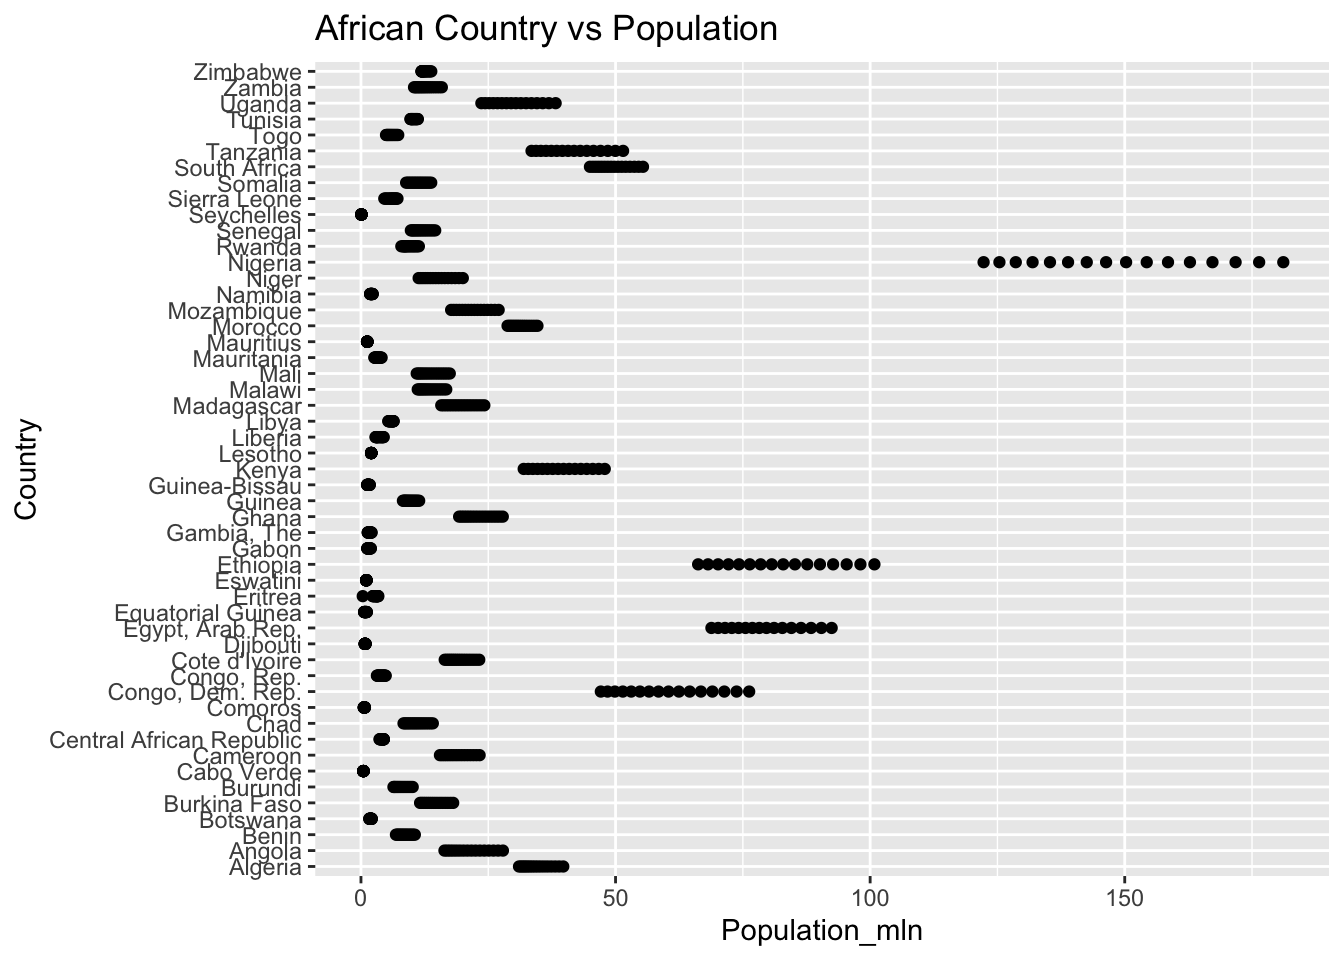 African Country vs Population
Zimbabwe
Zambia
Uganda
Tunisia
Togo
Tanzania
South Africa
Somalia
Sierra Leone
Seychelles
Senegal
Rwanda
Nigeria
Niger
Namibia
Mozambique
Morocco
Mauritius
Mauritania
Mali
Malawi
Madagascar
Libya
Liberia
Lesotho
Kenya
Guinea-Bissau
Guinea
Ghana
Gambia, The
Gabon
Ethiopia
Eswatini
Eritrea
Equatorial Guinea
Egypt, Arab Rep.
Djibouti
Cote d'Ivoire
Congo, Rep.
Congo, Dem. Rep.
Comoros
Chad
Central African Republic
Cameroon
Cabo Verde
Burundi
Burkina Faso
Botswana
Benin
Angola
Algeria
Country
0 50 100 150
Population_mln